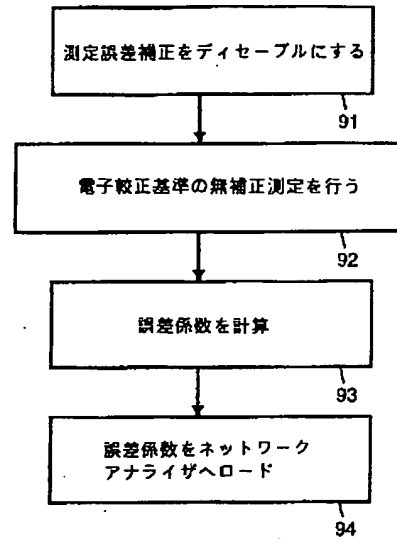 測定誤差補正をディセーブルにする
91
電子較正基準の無補正測定を行う
92
誤差係数を計算
93
誤差係数をネットワーク
アナライザへロード
94